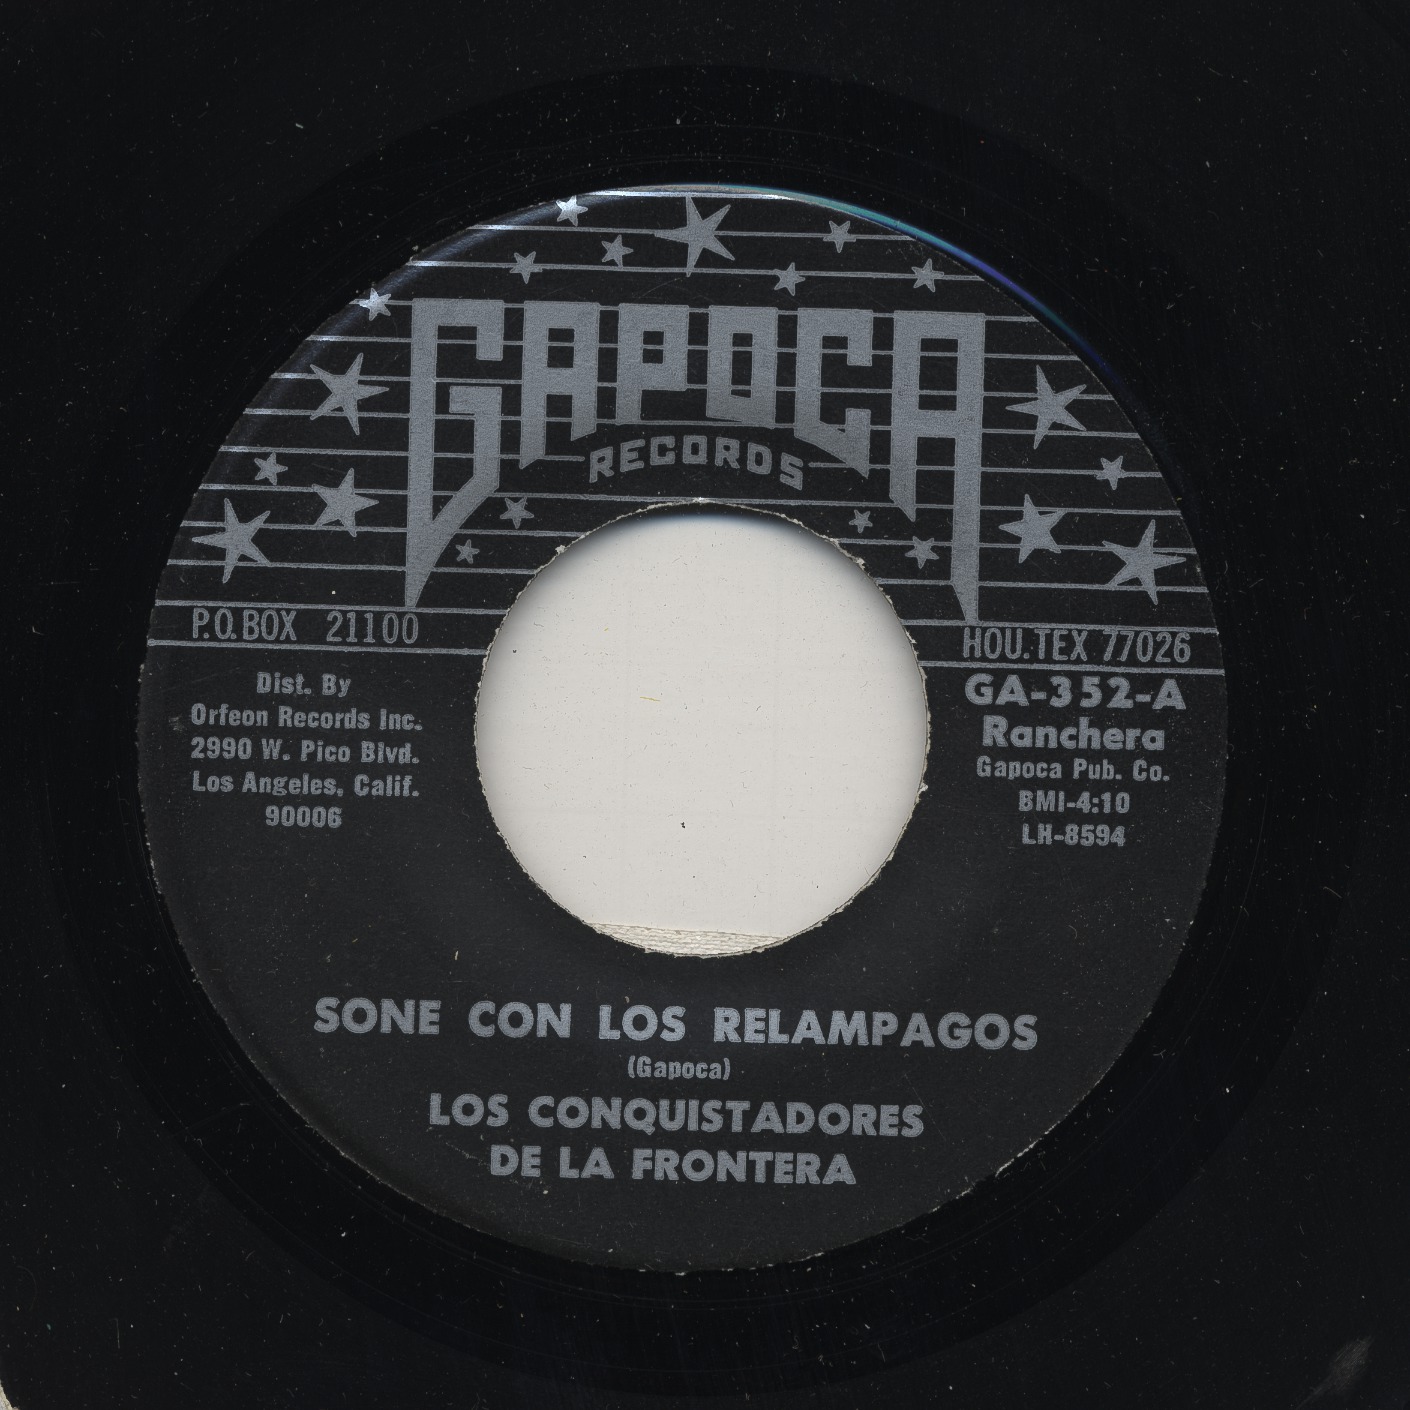 GAPOCA
RECORDS
P.O. BOX 21100
HOU. TEX 77026
Dist. By
Orfeon Records Inc.
2990 W. Pico Blvd.
Los Angeles, Calif.
90006
GA-352-A
Ranchera
Gapoca Pub. Co.
BMI-4:10
LH-8594
SONE CON LOS RELAMPAGOS
(Gapoca)
LOS CONQUISTADORES
DE LA FRONTERA